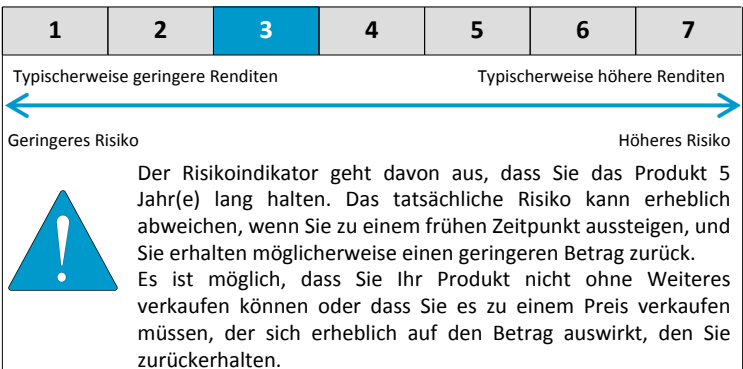 1 2 3 4 5 6 7
Typischerweise geringere Renditen Typischerweise höhere Renditen
Geringeres Risiko Höheres Risiko
Der Risikoindikator geht davon aus, dass Sie das Produkt 5
Jahr(e) lang halten. Das tatsächliche Risiko kann erheblich
abweichen, wenn Sie zu einem frühen Zeitpunkt aussteigen, und
Sie erhalten möglicherweise einen geringeren Betrag zurück.
Es ist möglich, dass Sie Ihr Produkt nicht ohne Weiteres
verkaufen können oder dass Sie es zu einem Preis verkaufen
müssen, der sich erheblich auf den Betrag auswirkt, den Sie
zurückerhalten.